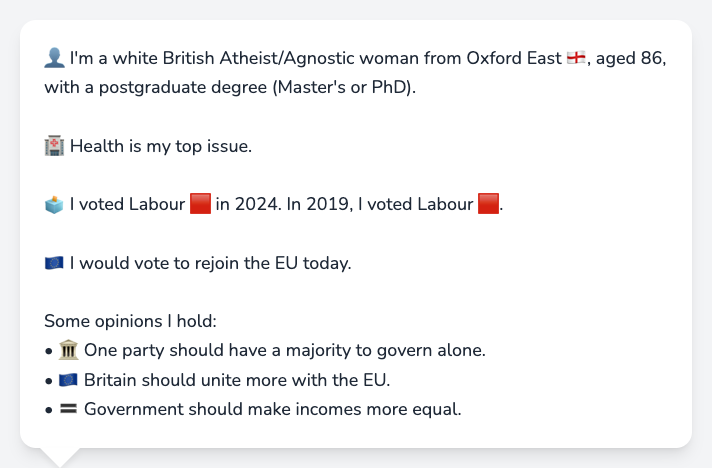 👤 I'm a white British Atheist/Agnostic woman from Oxford East 🏴󠁧󠁢󠁥󠁮󠁧󠁿, aged 86,
with a postgraduate degree (Master's or PhD).
🏥 Health is my top issue.
🗳️ I voted Labour 🟥 in 2024. In 2019, I voted Labour 🟥.
🇪🇺 I would vote to rejoin the EU today.
Some opinions I hold:
• 🏛️ One party should have a majority to govern alone.
• 🇪🇺 Britain should unite more with the EU.
• 🟰 Government should make incomes more equal.